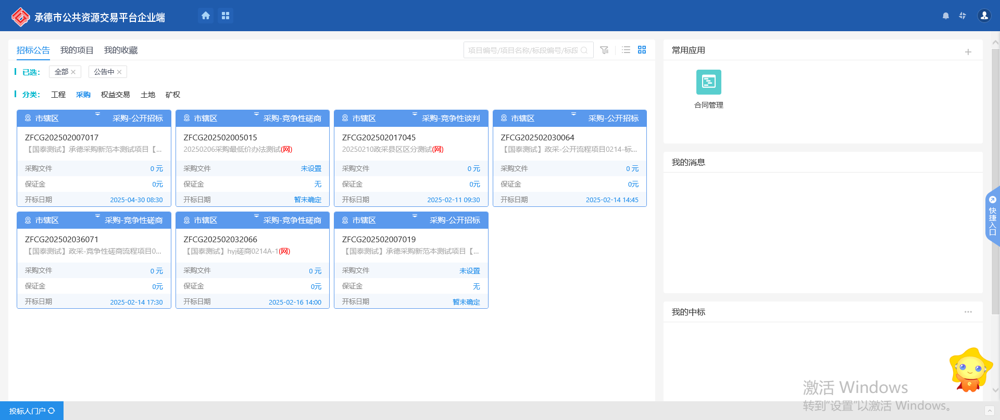 承德市公共资源交易平台企业端
招标公告 我的项目 我的收藏
项目编号/项目名称/标段编号/标段
已选： 全部 公告中
分类： 工程 采购 权益交易 土地 矿权
市辖区 采购-公开招标
ZFCG202502007017
【国泰测试】承德采购新范本测试项目【...
采购文件 0 元
保证金 0元
开标日期 2025-04-30 08:30
市辖区 采购-竞争性磋商
ZFCG202502005015
20250206采购最低价办法测试(网)
采购文件 未设置
保证金 无
开标日期 暂未确定
市辖区 采购-竞争性谈判
ZFCG202502017045
20250210政采县区区分测试(网)
采购文件 0 元
保证金 0元
开标日期 2025-02-11 09:30
市辖区 采购-公开招标
ZFCG202502030064
【国泰测试】政采-公开流程项目0214-标...
采购文件 0 元
保证金 0元
开标日期 2025-02-14 14:45
市辖区 采购-竞争性磋商
ZFCG202502036071
【国泰测试】政采-竞争性磋商流程项目0...
采购文件 0 元
保证金 0元
开标日期 2025-02-14 17:30
市辖区 采购-竞争性磋商
ZFCG202502032066
【国泰测试】hyj磋商0214A-1(网)
采购文件 0 元
保证金 0元
开标日期 2025-02-16 14:00
市辖区 采购-公开招标
ZFCG202502007019
【国泰测试】承德采购新范本测试项目【...
采购文件 未设置
保证金 无
开标日期 暂未确定
常用应用
合同管理
我的消息
我的中标
快捷入口
激活 Windows
转到“设置”以激活 Windows。
投标人门户